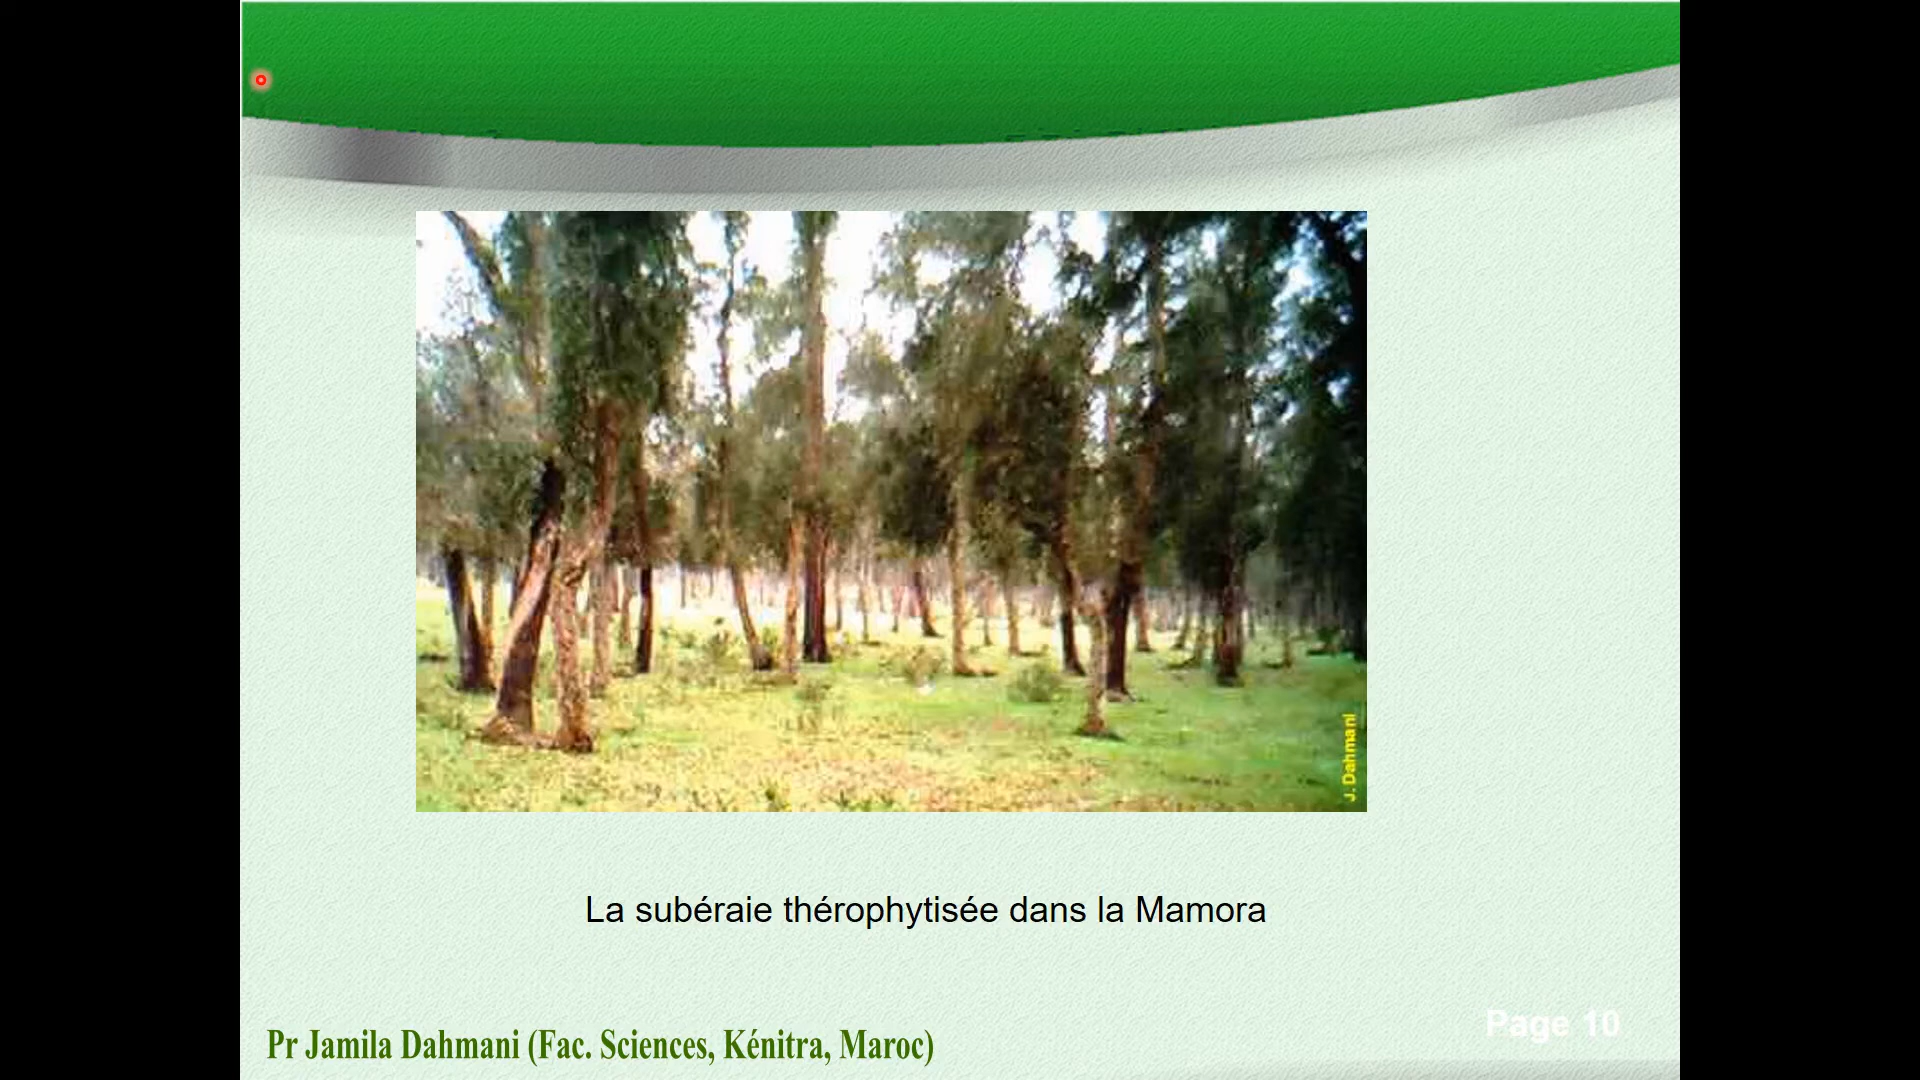 J. Dahmani
La subéraie thérophytisée dans la Mamora
Page 10
Pr Jamila Dahmani (Fac. Sciences, Kénitra, Maroc)